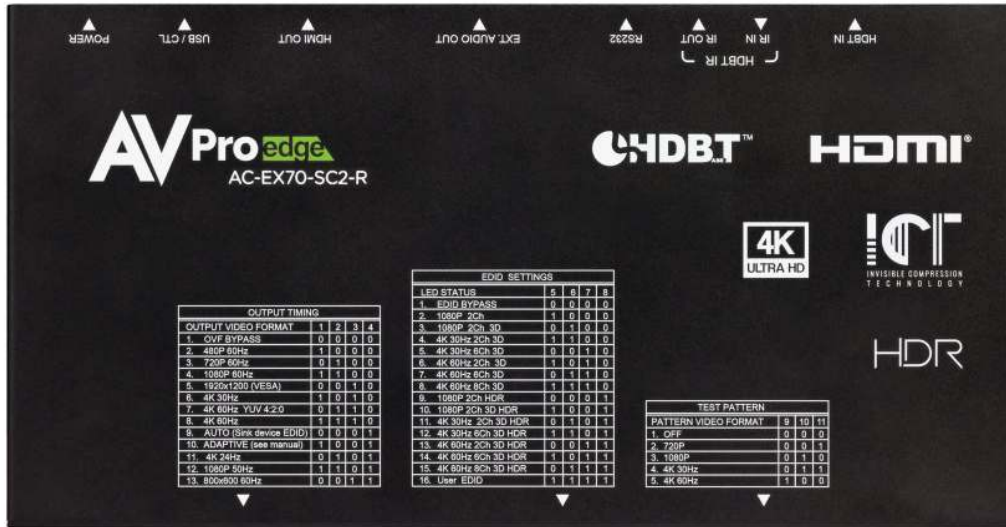 POWER
USB / CTL
HDMI OUT
EXT. AUDIO OUT
RS232
IR OUT
IR IN
HDBT IR
HDBT IN
AVPro edge
AC-EX70-SC2-R
HDBT™
HDMI®
4K
ULTRA HD
ICT
INVISIBLE COMPRESSION
TECHNOLOGY
HDR
OUTPUT TIMING
OUTPUT VIDEO FORMAT 1 2 3 4
1. OVF BYPASS 0 0 0 0
2. 480P 60Hz 1 0 0 0
3. 720P 60Hz 0 1 0 0
4. 1080P 60Hz 1 1 0 0
5. 1920x1200 (VESA) 0 0 1 0
6. 4K 30Hz 1 0 1 0
7. 4K 60Hz YUV 4:2:0 0 1 1 0
8. 4K 60Hz 1 1 1 0
9. AUTO (Sink device EDID) 0 0 0 1
10. ADAPTIVE (see manual) 1 0 0 1
11. 4K 24Hz 0 1 0 1
12. 1080P 50Hz 1 1 0 1
13. 800x600 60Hz 0 0 1 1
EDID SETTINGS
LED STATUS 5 6 7 8
1. EDID BYPASS 0 0 0 0
2. 1080P 2Ch 1 0 0 0
3. 1080P 2Ch 3D 0 1 0 0
4. 4K 30Hz 2Ch 3D 1 1 0 0
5. 4K 30Hz 6Ch 3D 0 0 1 0
6. 4K 60Hz 2Ch 3D 1 0 1 0
7. 4K 60Hz 6Ch 3D 0 1 1 0
8. 4K 60Hz 8Ch 3D 1 1 1 0
9. 1080P 2Ch HDR 0 0 0 1
10. 1080P 2Ch 3D HDR 1 0 0 1
11. 4K 30Hz 2Ch 3D HDR 0 1 0 1
12. 4K 30Hz 6Ch 3D HDR 1 1 0 1
13. 4K 60Hz 2Ch 3D HDR 0 0 1 1
14. 4K 60Hz 6Ch 3D HDR 1 0 1 1
15. 4K 60Hz 8Ch 3D HDR 0 1 1 1
16. User EDID 1 1 1 1
TEST PATTERN
PATTERN VIDEO FORMAT 9 10 11
1. OFF 0 0 0
2. 720P 0 0 1
3. 1080P 0 1 0
4. 4K 30Hz 0 1 1
5. 4K 60Hz 1 0 0